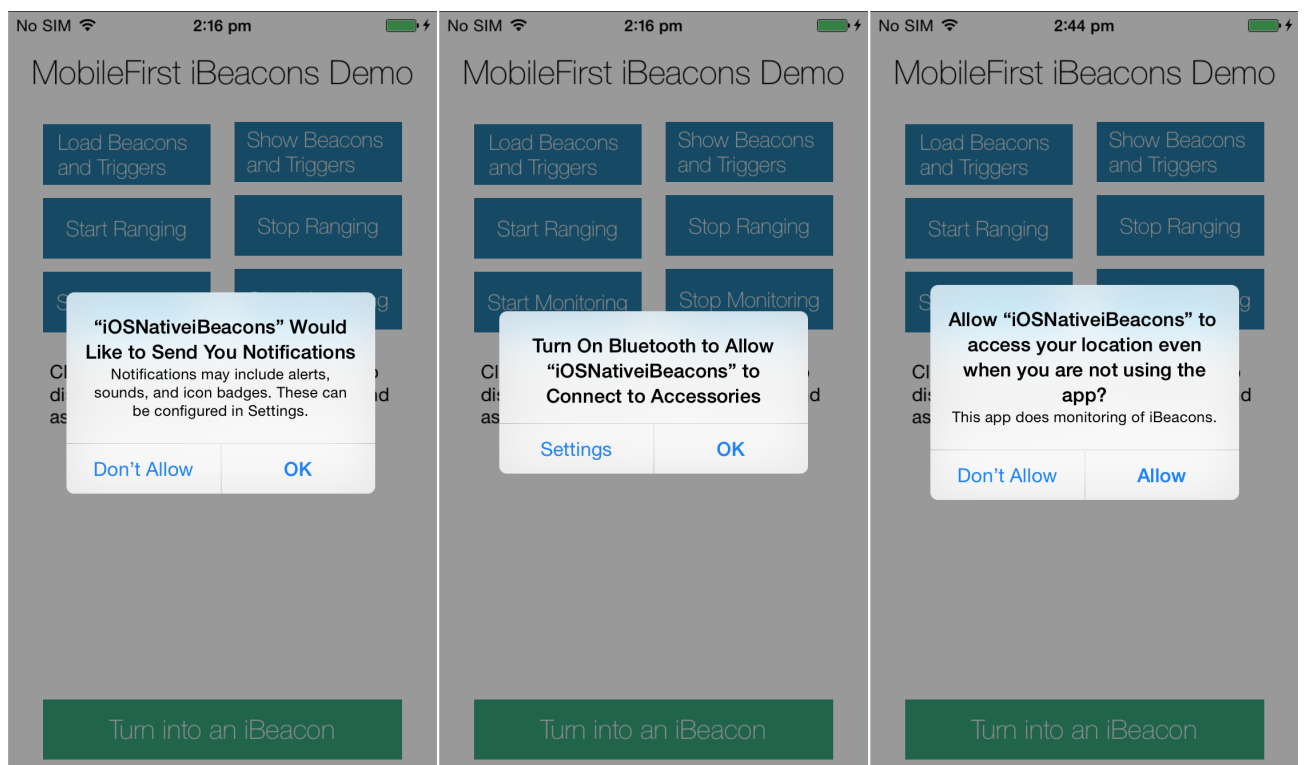 No SIM 2:16 pm
MobileFirst iBeacons Demo
Load Beacons
and Triggers
Show Beacons
and Triggers
Start Ranging
Stop Ranging
“iOSNativeiBeacons” Would
Like to Send You Notifications
Notifications may include alerts,
sounds, and icon badges. These can
be configured in Settings.
Don’t Allow
OK
Turn into an iBeacon
No SIM 2:16 pm
MobileFirst iBeacons Demo
Load Beacons
and Triggers
Show Beacons
and Triggers
Start Ranging
Stop Ranging
Start Monitoring
Stop Monitoring
Turn On Bluetooth to Allow
“iOSNativeiBeacons” to
Connect to Accessories
Settings
OK
Turn into an iBeacon
No SIM 2:44 pm
MobileFirst iBeacons Demo
Load Beacons
and Triggers
Show Beacons
and Triggers
Start Ranging
Stop Ranging
Allow “iOSNativeiBeacons” to
access your location even
when you are not using the
app?
This app does monitoring of iBeacons.
Don’t Allow
Allow
Turn into an iBeacon